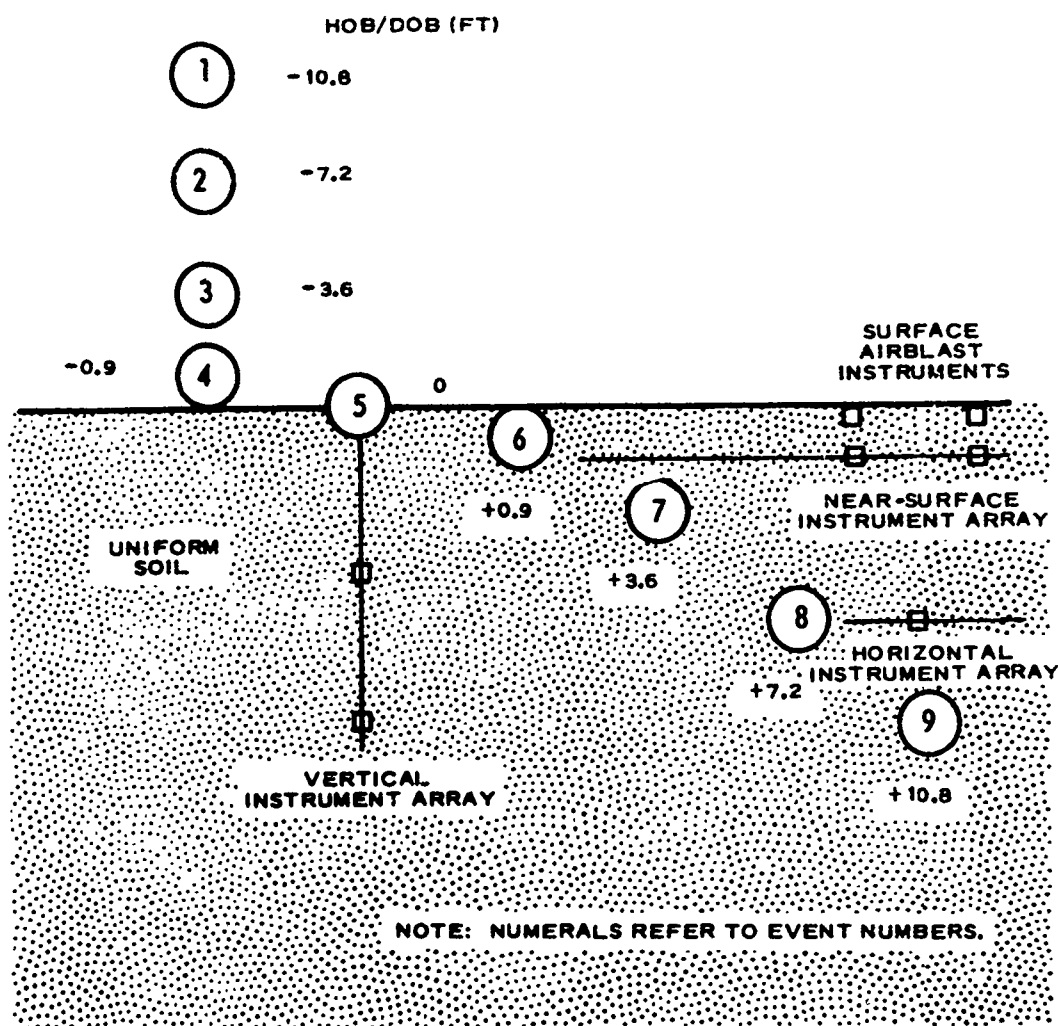 HOB/DOB (FT)
1 -10.8
2 -7.2
3 -3.6
SURFACE
AIRBLAST
INSTRUMENTS
-0.9 4
5 0
6
+0.9
7
NEAR-SURFACE
INSTRUMENT ARRAY
UNIFORM
SOIL
+3.6
8
HORIZONTAL
INSTRUMENT ARRAY
+7.2
9
VERTICAL
INSTRUMENT ARRAY
+10.8
NOTE: NUMERALS REFER TO EVENT NUMBERS.